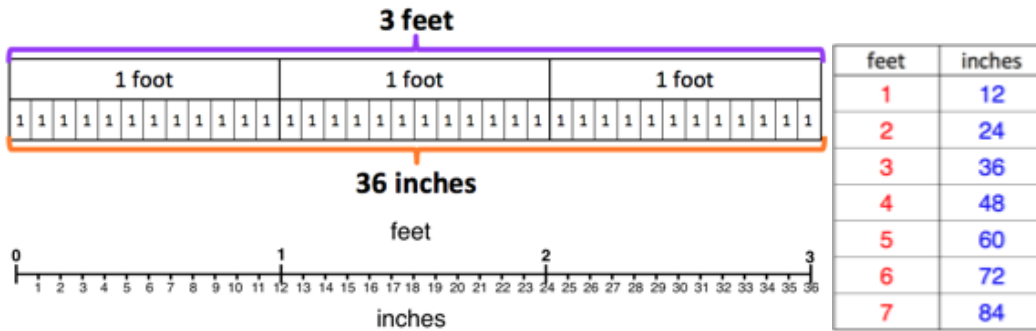 3 feet
1 foot 1 foot 1 foot
1 1 1 1 1 1 1 1 1 1 1 1 1 1 1 1 1 1 1 1 1 1 1 1 1 1 1 1 1 1 1 1 1 1 1 1
36 inches
feet
0 1 2 3
1 2 3 4 5 6 7 8 9 10 11 12 13 14 15 16 17 18 19 20 21 22 23 24 25 26 27 28 29 30 31 32 33 34 35 36
inches
feet inches
1 12
2 24
3 36
4 48
5 60
6 72
7 84